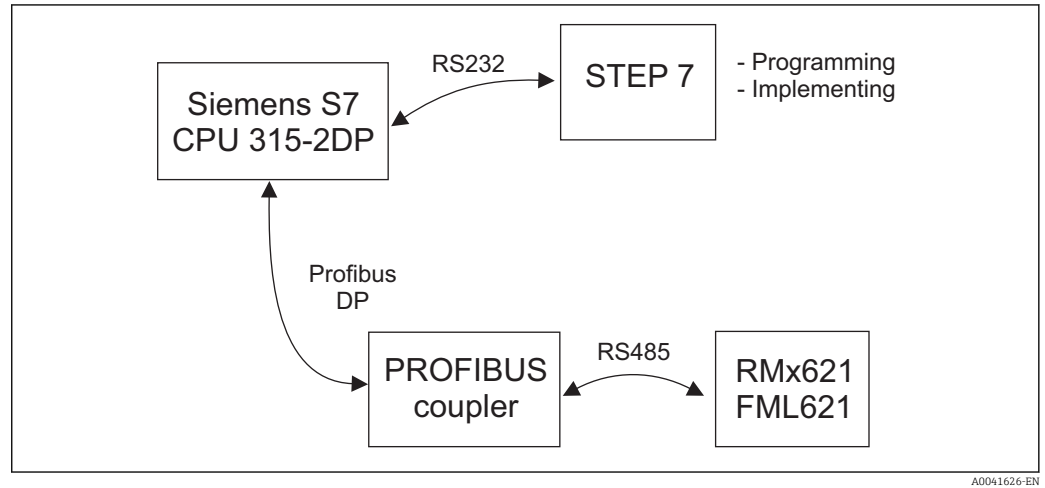 RS232
STEP 7
- Programming
- Implementing
Siemens S7
CPU 315-2DP
Profibus
DP
PROFIBUS
coupler
RS485
RMx621
FML621
A0041626-EN